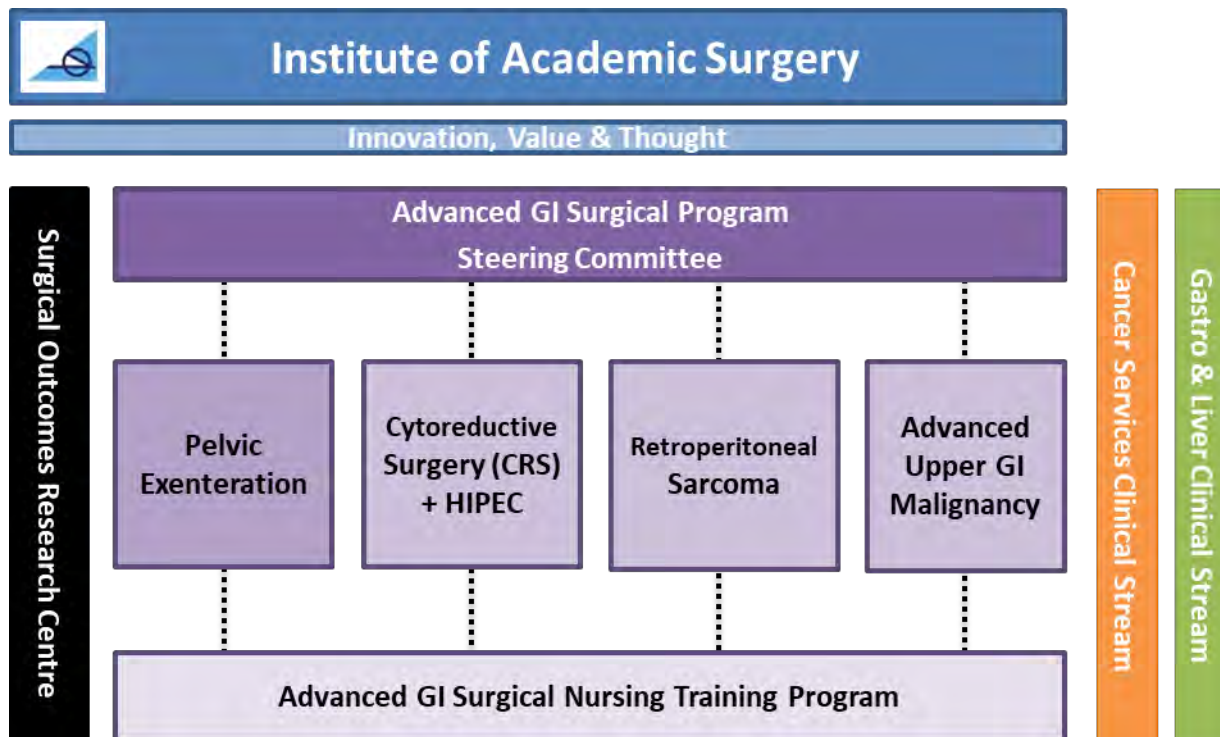 Institute of Academic Surgery
Innovation, Value & Thought
Surgical Outcomes Research Centre
Advanced GI Surgical Program
Steering Committee
Pelvic
Exenteration
Cytoreductive
Surgery (CRS)
+ HIPEC
Retroperitoneal
Sarcoma
Advanced
Upper GI
Malignancy
Advanced GI Surgical Nursing Training Program
Cancer Services Clinical Stream
Gastro & Liver Clinical Stream